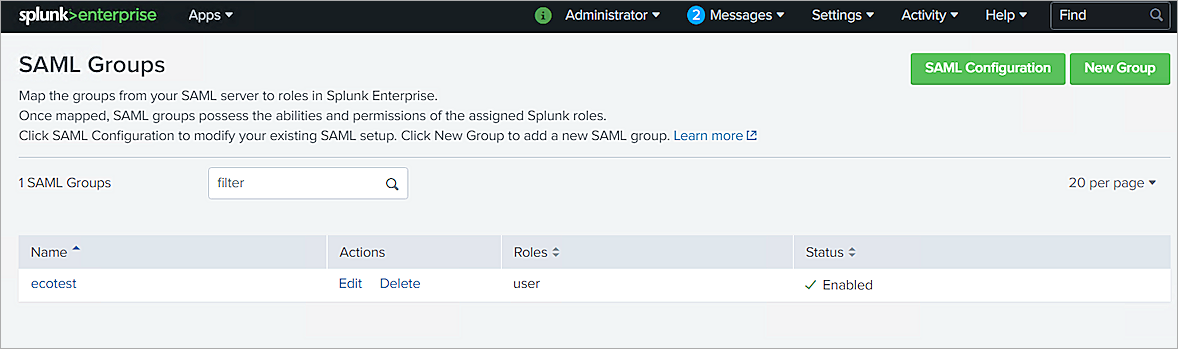 splunk>enterprise Apps Administrator 2 Messages Settings Activity Help Find
SAML Groups
SAML Configuration New Group
Map the groups from your SAML server to roles in Splunk Enterprise.
Once mapped, SAML groups possess the abilities and permissions of the assigned Splunk roles.
Click SAML Configuration to modify your existing SAML setup. Click New Group to add a new SAML group. Learn more
1 SAML Groups filter 20 per page
Name Actions Roles Status
ecotest Edit Delete user Enabled